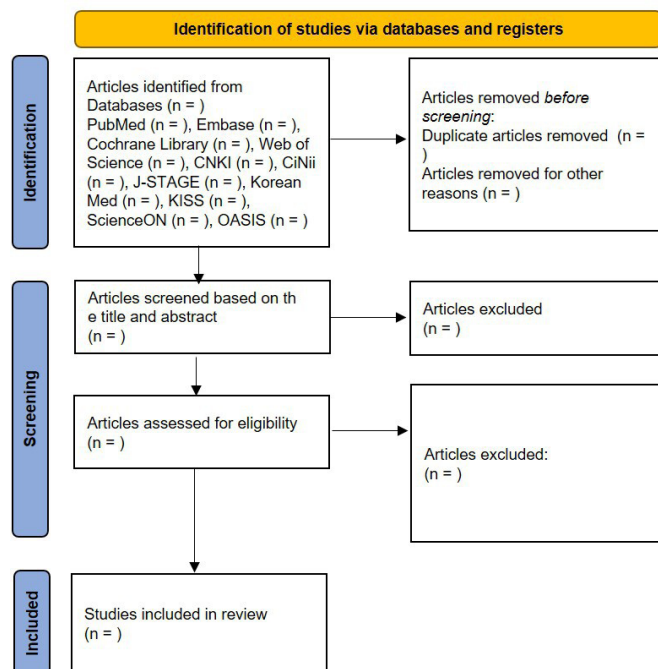 Identification of studies via databases and registers
Identification
Articles identified from
Databases (n = )
PubMed (n = ), Embase (n = ),
Cochrane Library (n = ), Web of
Science (n = ), CNKI (n = ), CiNii
(n = ), J-STAGE (n = ), Korean
Med (n = ), KISS (n = ),
ScienceON (n = ), OASIS (n = )
Articles removed before
screening:
Duplicate articles removed (n =
)
Articles removed for other
reasons (n = )
Screening
Articles screened based on th
e title and abstract
(n = )
Articles excluded
(n = )
Articles assessed for eligibility
(n = )
Articles excluded:
(n = )
Included
Studies included in review
(n = )